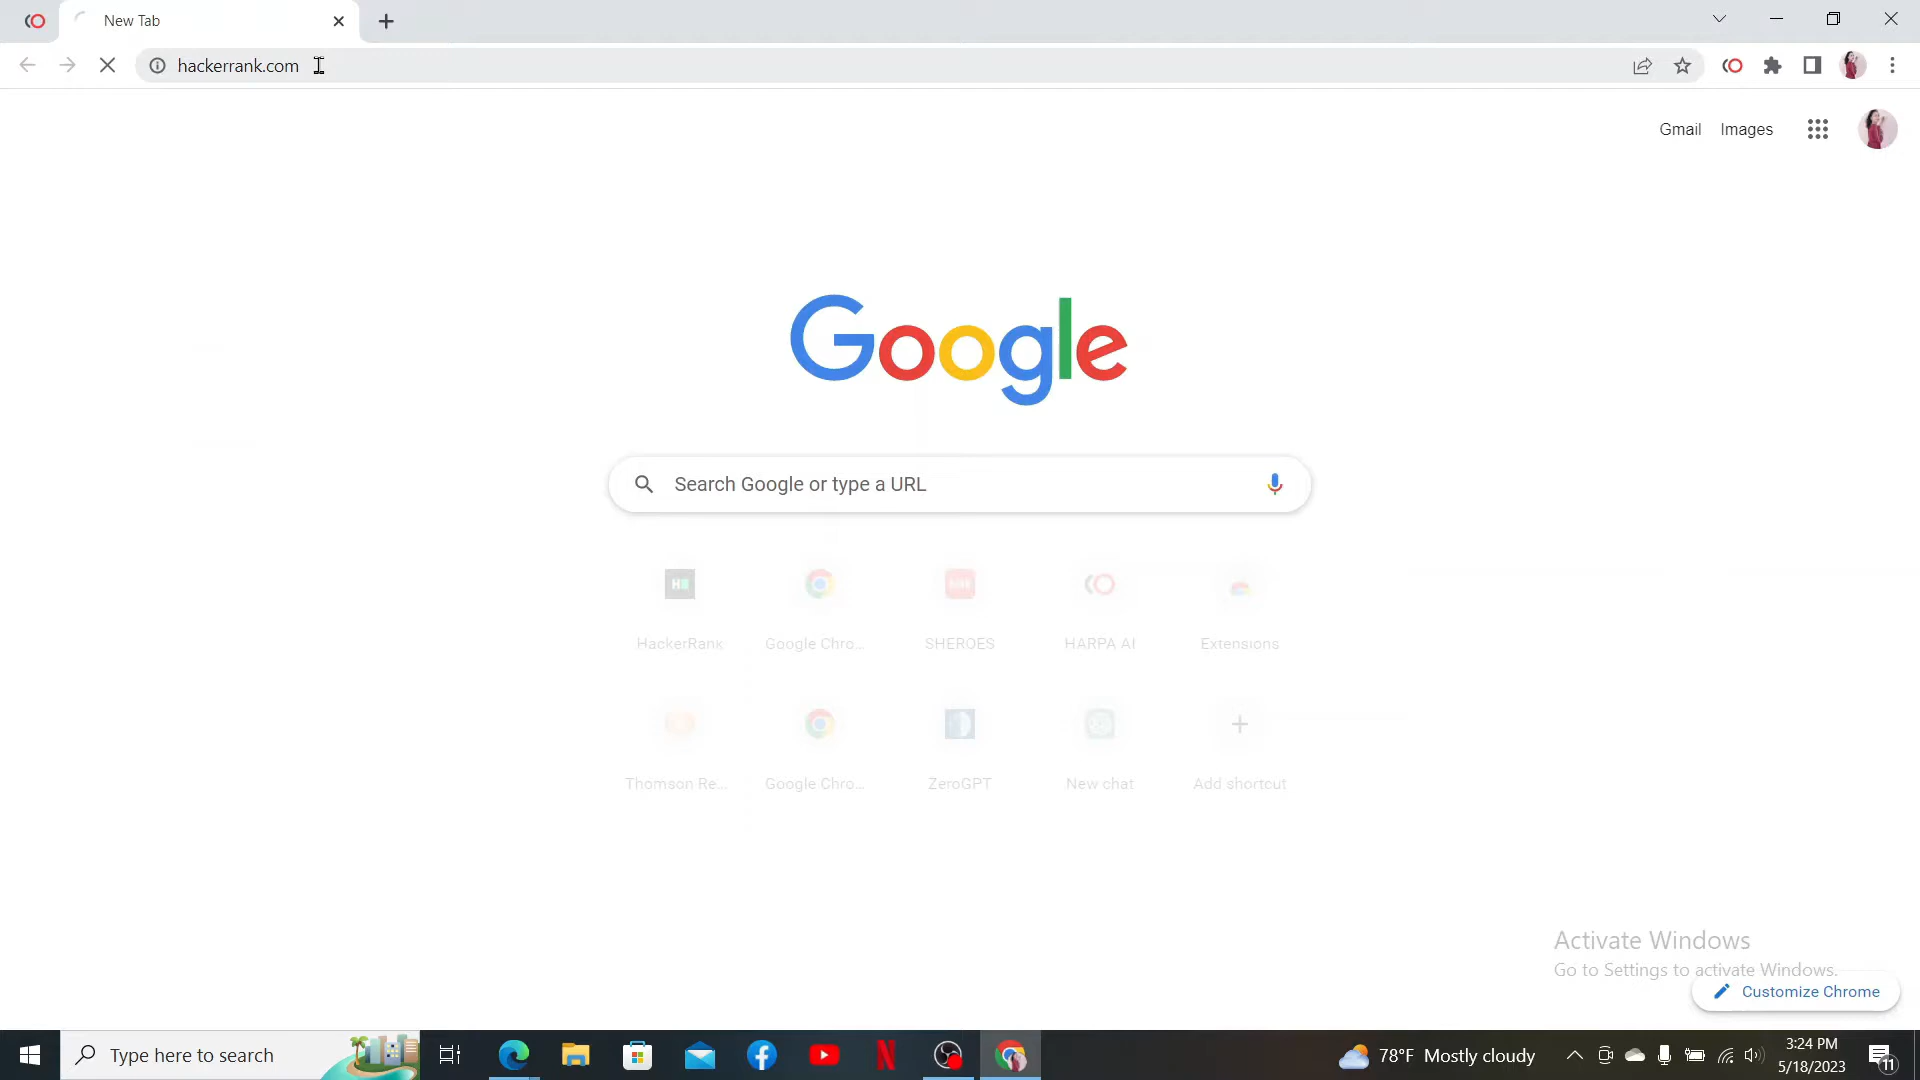 New Tab
hackerrank.com
Gmail Images
Google
Search Google or type a URL
HackerRank Google Chro... SHEROES HARPA AI Extensions
Thomson Re... Google Chro... ZeroGPT New chat Add shortcut
Activate Windows
Go to Settings to activate Windows.
Customize Chrome
Type here to search
78°F Mostly cloudy
3:24 PM
5/18/2023
11